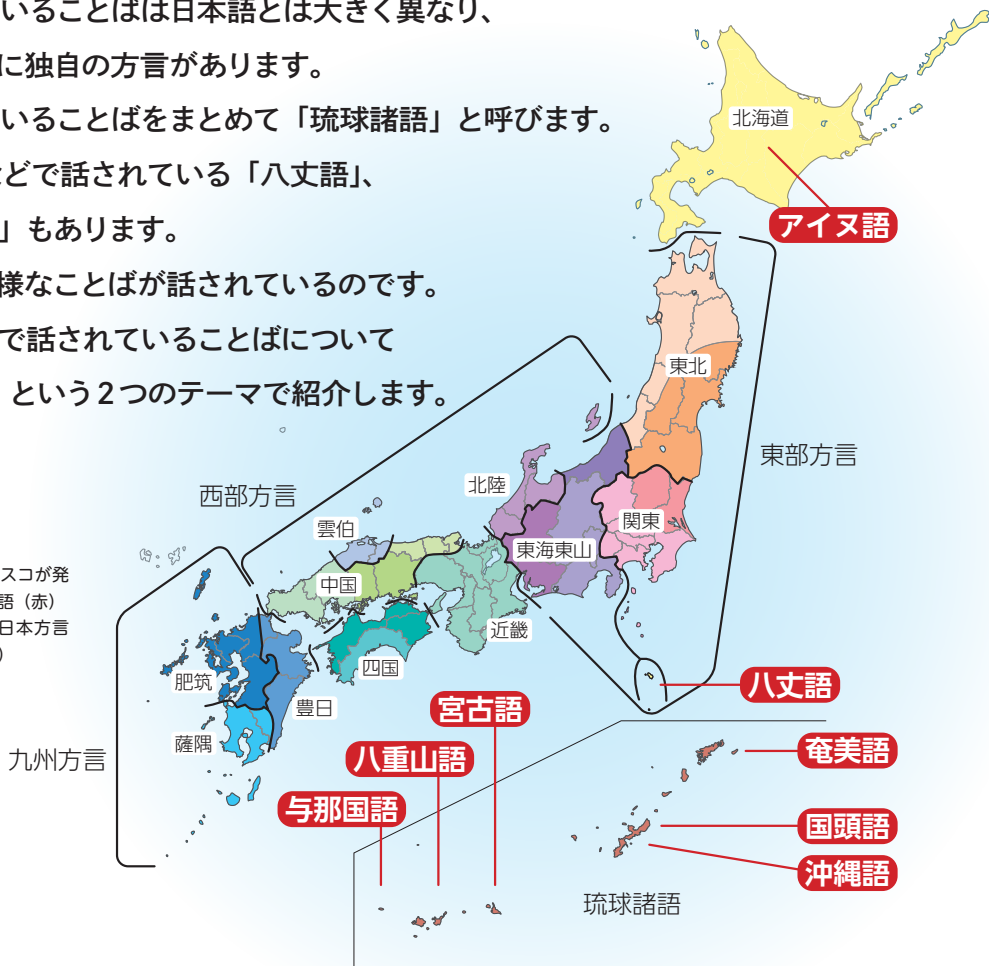 いることばは日本語とは大きく異なり、
に独自の方言があります。
いることばをまとめて「琉球諸語」と呼びます。
などで話されている「八丈語」、
」もあります。
様なことばが話されているのです。
で話されていることばについて
という2つのテーマで紹介します。
北海道
アイヌ語
東北
東部方言
北陸
西部方言
関東
雲伯
東海東山
スコが発
語（赤）
日本方言
）
中国
近畿
四国
肥筑
八丈語
豊日
宮古語
薩隅
奄美語
九州方言
八重山語
与那国語
国頭語
沖縄語
琉球諸語